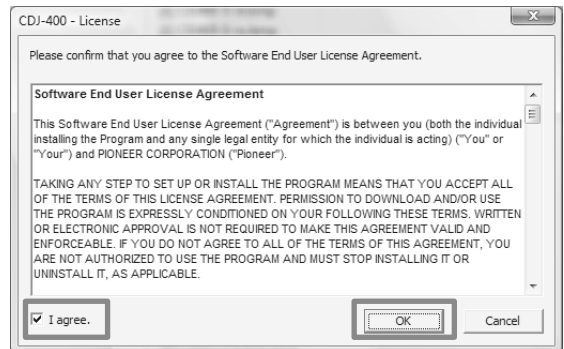 CDJ-400 - License
Please confirm that you agree to the Software End User License Agreement.
Software End User License Agreement
This Software End User License Agreement ("Agreement") is between you (both the individual
installing the Program and any single legal entity for which the individual is acting) ("You" or
"Your") and PIONEER CORPORATION ("Pioneer").
TAKING ANY STEP TO SET UP OR INSTALL THE PROGRAM MEANS THAT YOU ACCEPT ALL
OF THE TERMS OF THIS LICENSE AGREEMENT. PERMISSION TO DOWNLOAD AND/OR USE
THE PROGRAM IS EXPRESSLY CONDITIONED ON YOUR FOLLOWING THESE TERMS. WRITTEN
OR ELECTRONIC APPROVAL IS NOT REQUIRED TO MAKE THIS AGREEMENT VALID AND
ENFORCEABLE. IF YOU DO NOT AGREE TO ALL OF THE TERMS OF THIS AGREEMENT, YOU
ARE NOT AUTHORIZED TO USE THE PROGRAM AND MUST STOP INSTALLING IT OR
UNINSTALL IT, AS APPLICABLE.
I agree.
OK
Cancel